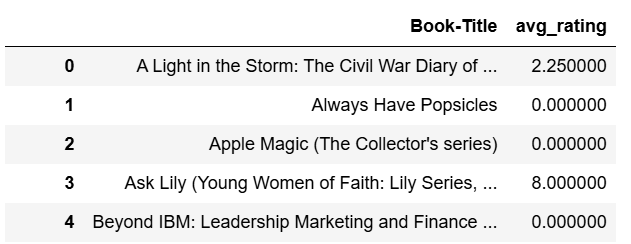 Book-Title avg_rating
0 A Light in the Storm: The Civil War Diary of ... 2.250000
1 Always Have Popsicles 0.000000
2 Apple Magic (The Collector's series) 0.000000
3 Ask Lily (Young Women of Faith: Lily Series, ... 8.000000
4 Beyond IBM: Leadership Marketing and Finance ... 0.000000